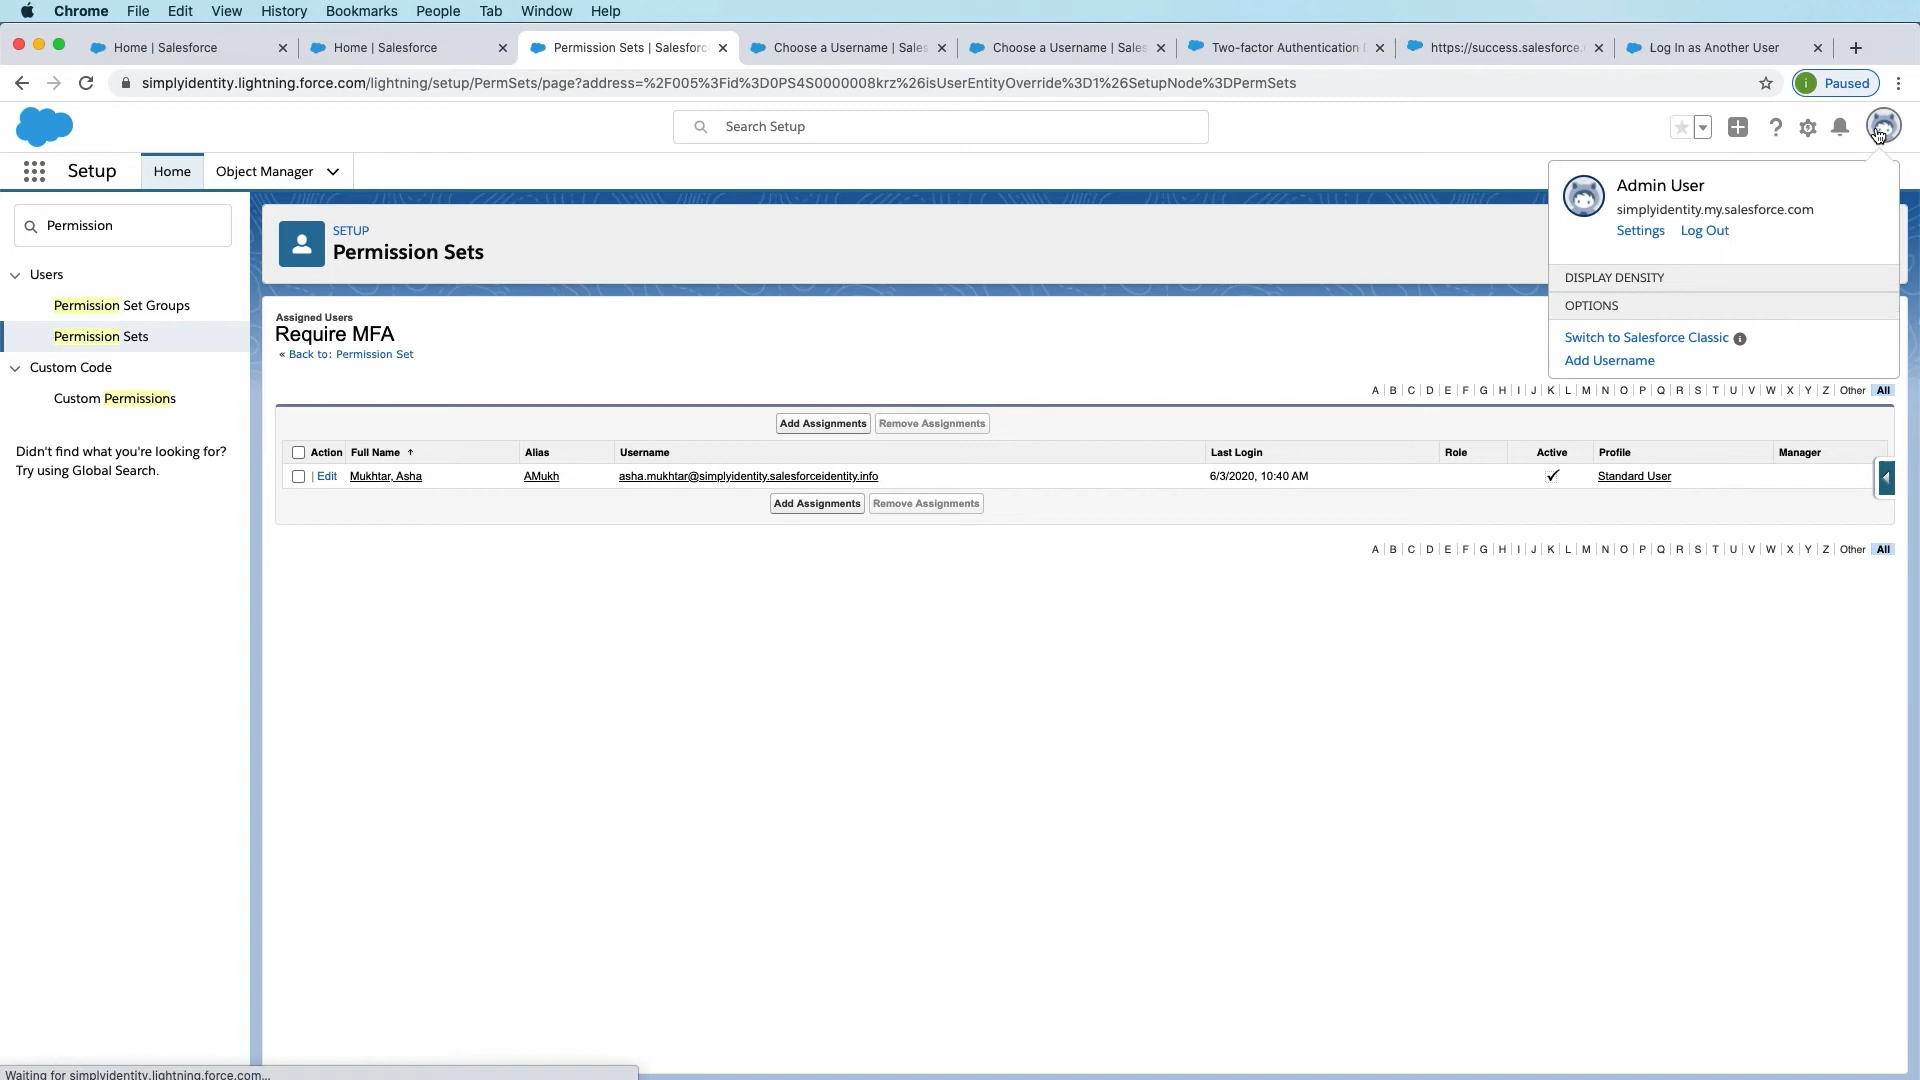 Chrome File Edit View History Bookmarks People Tab Window Help
Home | Salesforce
Home | Salesforce
Permission Sets | Salesforc
Choose a Username | Sales
Choose a Username | Sales
Two-factor Authentication
https://success.salesforce.
Log In as Another User
simplyidentity.lightning.force.com/lightning/setup/PermSets/page?address=%2F005%3Fid%3D0PS4S0000008krz%26isUserEntityOverride%3D1%26SetupNode%3DPermSets
i Paused
Search Setup
Setup Home Object Manager
Permission
Users
Permission Set Groups
Permission Sets
Custom Code
Custom Permissions
Didn't find what you're looking for?
Try using Global Search.
SETUP
Permission Sets
Admin User
simplyidentity.my.salesforce.com
Settings Log Out
DISPLAY DENSITY
OPTIONS
Switch to Salesforce Classic i
Add Username
Assigned Users
Require MFA
« Back to: Permission Set
A | B | C | D | E | F | G | H | I | J | K | L | M | N | O | P | Q | R | S | T | U | V | W | X | Y | Z | Other | All
Add Assignments Remove Assignments
Action Full Name ↑ Alias Username Last Login Role Active Profile Manager
| Edit Mukhtar, Asha AMukh asha.mukhtar@simplyidentity.salesforceidentity.info 6/3/2020, 10:40 AM ✓ Standard User
Add Assignments Remove Assignments
A | B | C | D | E | F | G | H | I | J | K | L | M | N | O | P | Q | R | S | T | U | V | W | X | Y | Z | Other | All
Waiting for simplyidentity.lightning.force.com...